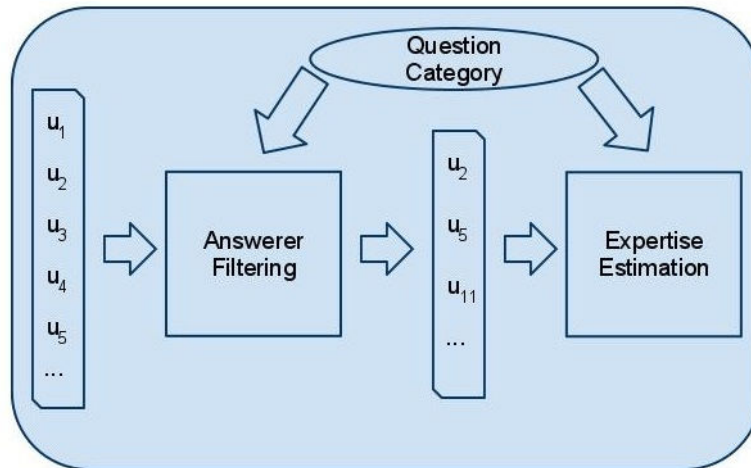 Question
Category
u1
u2
u3
u4
u5
...
Answerer
Filtering
u2
u5
u11
...
Expertise
Estimation